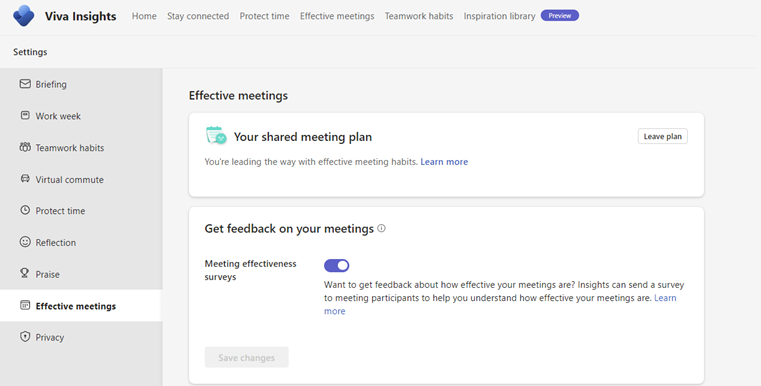 Viva Insights Home Stay connected Protect time Effective meetings Teamwork habits Inspiration library Preview
Settings
Briefing
Work week
Teamwork habits
Virtual commute
Protect time
Reflection
Praise
Effective meetings
Privacy
Effective meetings
Your shared meeting plan
Leave plan
You're leading the way with effective meeting habits. Learn more
Get feedback on your meetings
Meeting effectiveness
surveys
Want to get feedback about how effective your meetings are? Insights can send a survey
to meeting participants to help you understand how effective your meetings are. Learn
more
Save changes